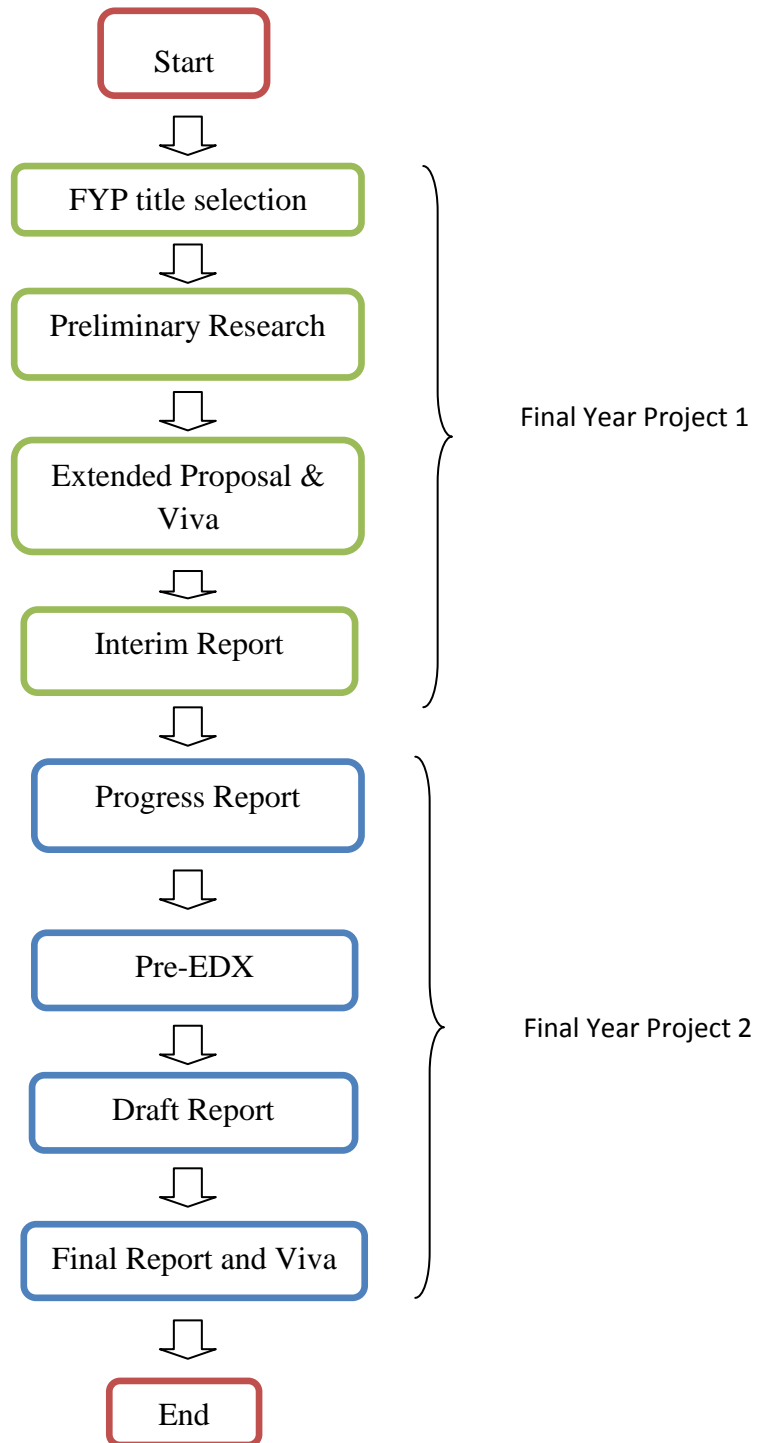 Start
FYP title selection
Preliminary Research
Final Year Project 1
Extended Proposal &
Viva
Interim Report
Progress Report
Pre-EDX
Final Year Project 2
Draft Report
Final Report and Viva
End